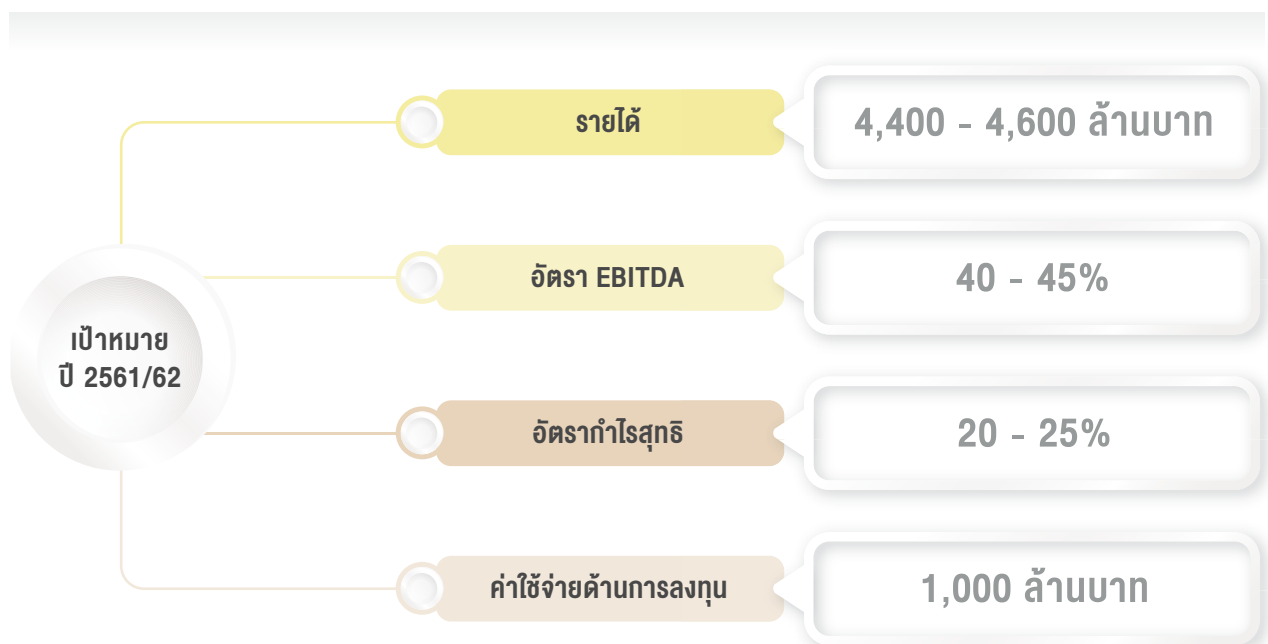 รายได้
4,400 - 4,600 ล้านบาท
อัตรา EBITDA
40 - 45%
เป้าหมาย
ปี 2561/62
อัตรากำไรสุทธิ
20 - 25%
ค่าใช้จ่ายด้านการลงทุน
1,000 ล้านบาท